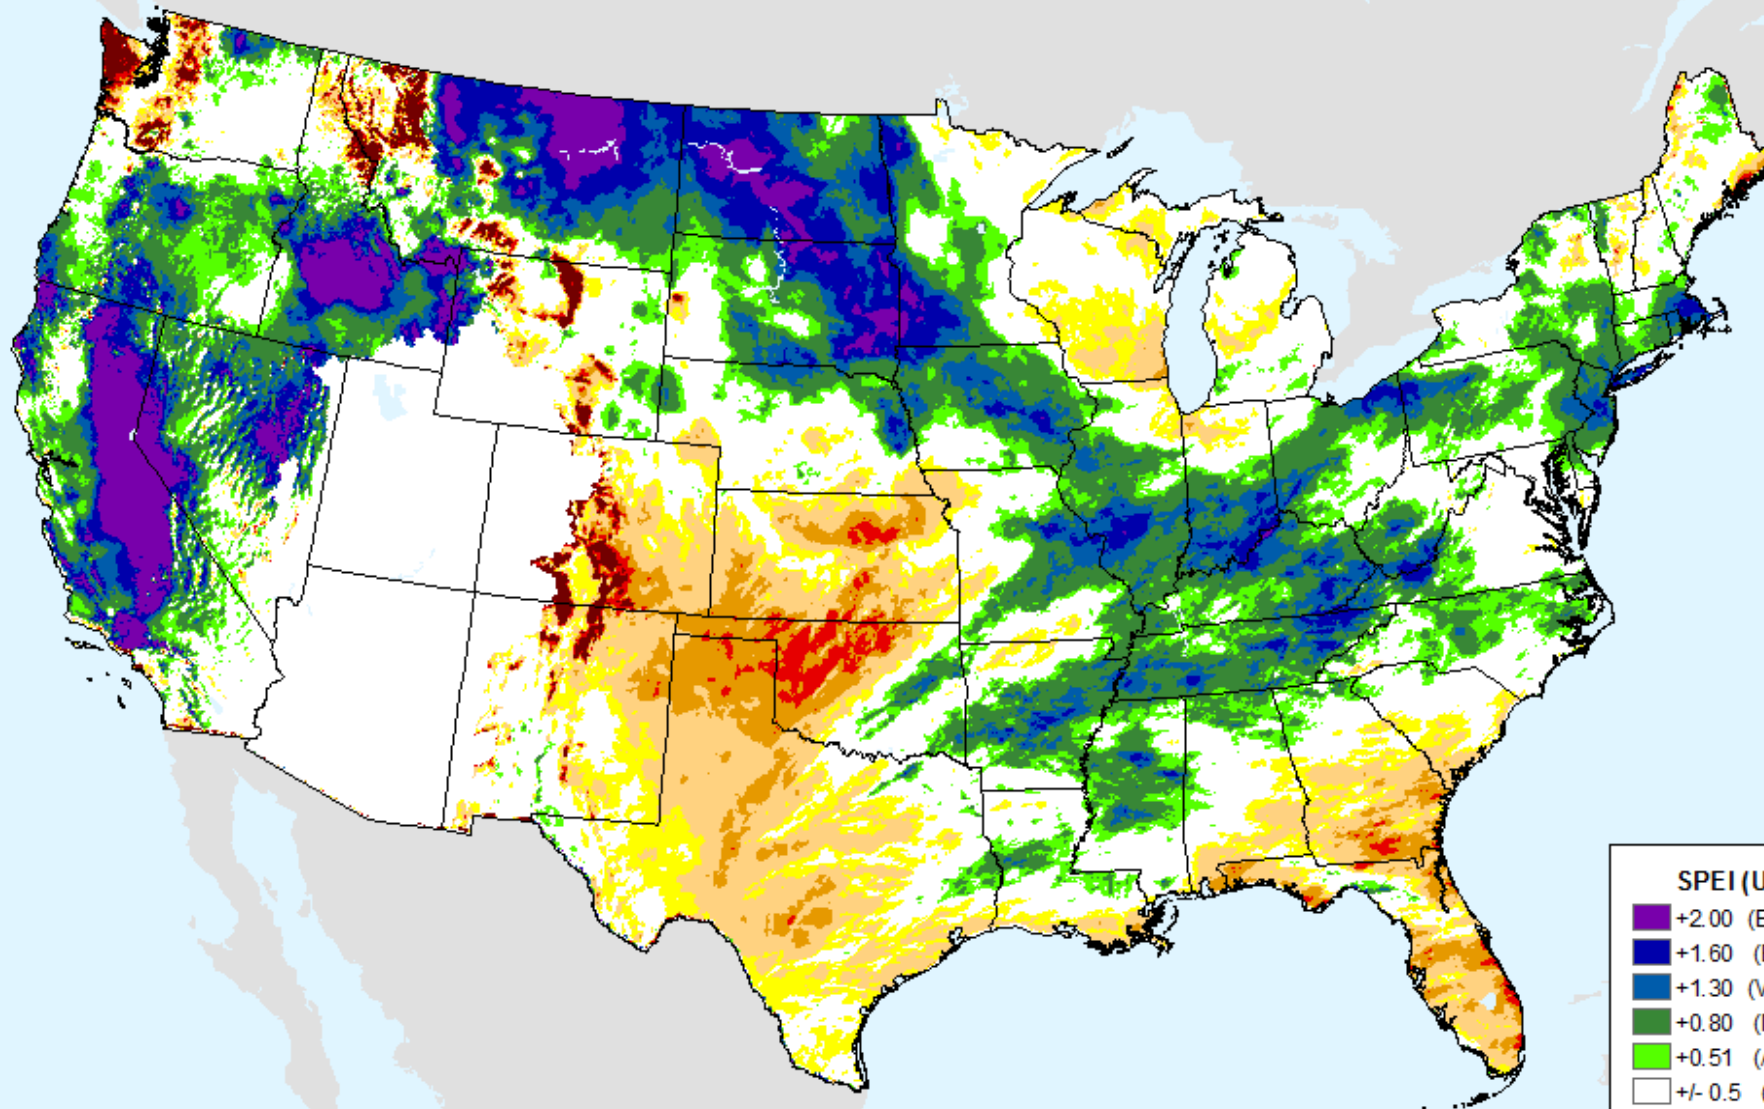 SPEI (U
+2.00 (E
+1.60 (
+1.30 (V
+0.80 (
+0.51 (
+/- 0.5 (